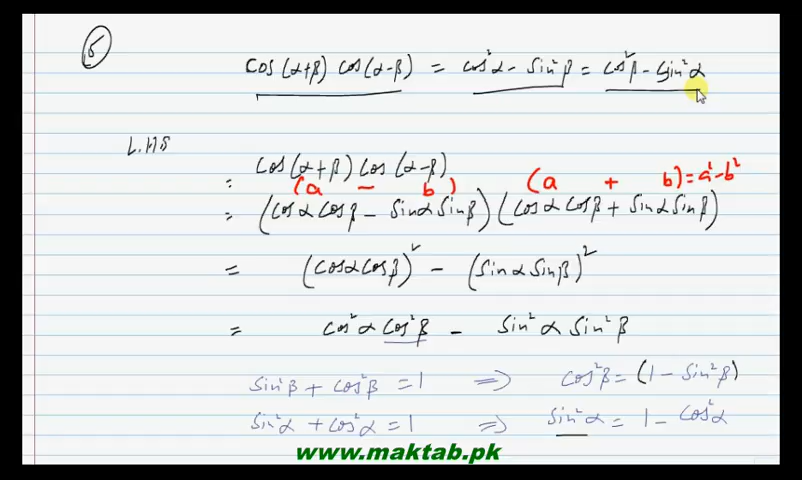 5
Cos(α+β) Cos(α-β) = Cos²α - Sin²β = Cos²β - Sin²α
L.H.S
= Cos(α+β) Cos(α-β)
(a - b) (a + b) = a² - b²
= (Cosα Cosβ - Sinα Sinβ) (Cosα Cosβ + Sinα Sinβ)
= (Cosα Cosβ)² - (Sinα Sinβ)²
= Cos²α Cos²β - Sin²α Sin²β
Sin²β + Cos²β = 1 ⇒ Cos²β = (1 - Sin²β)
Sin²α + Cos²α = 1 ⇒ Sin²α = 1 - Cos²α
www.maktab.pk